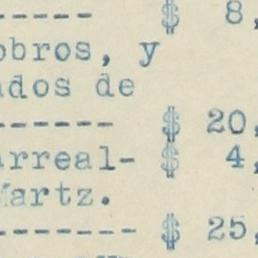 ----- $ 8,
obros, y
ados de
------ $ 20,
arreal- $ 4,
Martz.
------- $ 25,